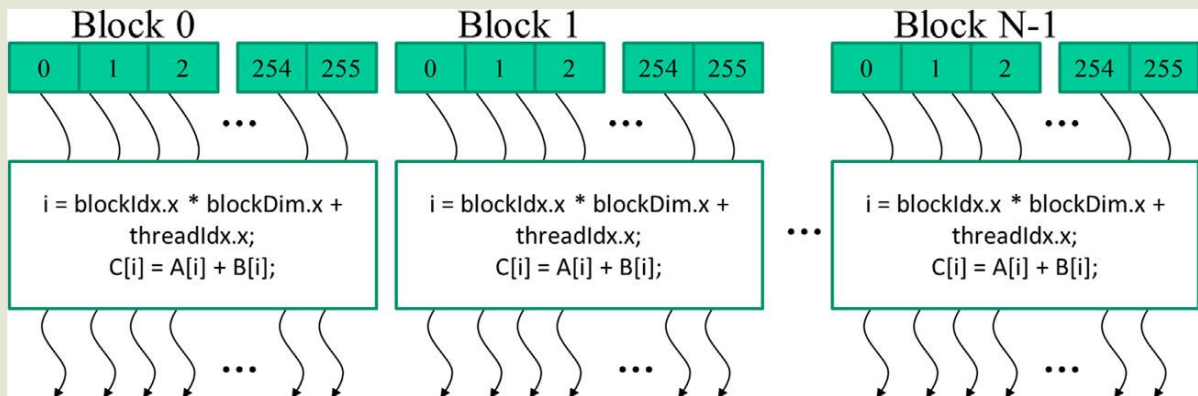 Block 0
0 1 2 254 255
...
i = blockIdx.x * blockDim.x +
threadIdx.x;
C[i] = A[i] + B[i];
...
Block 1
0 1 2 254 255
...
i = blockIdx.x * blockDim.x +
threadIdx.x;
C[i] = A[i] + B[i];
...
...
Block N-1
0 1 2 254 255
...
i = blockIdx.x * blockDim.x +
threadIdx.x;
C[i] = A[i] + B[i];
...